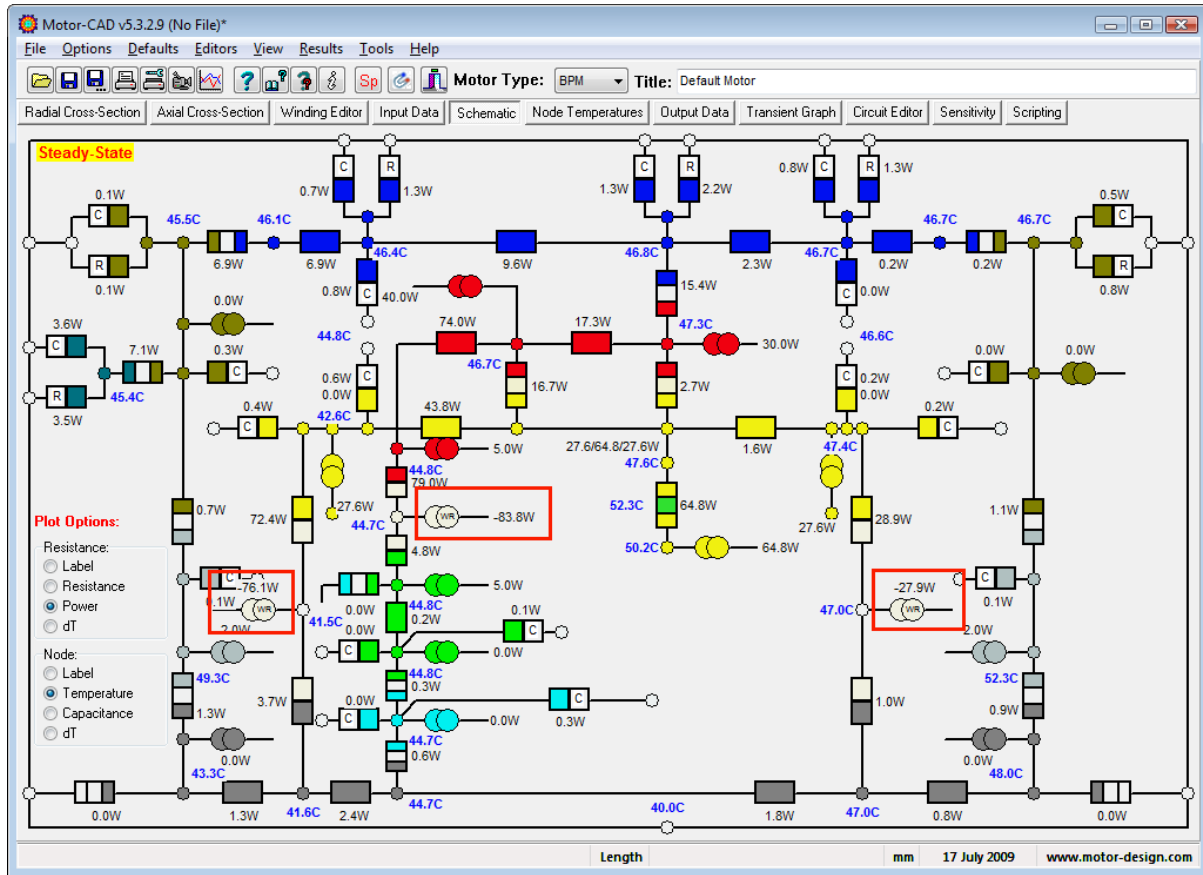 Motor-CAD v5.3.2.9 (No File)*
File Options Defaults Editors View Results Tools Help
Sp Motor Type: BPM Title: Default Motor
Radial Cross-Section Axial Cross-Section Winding Editor Input Data Schematic Node Temperatures Output Data Transient Graph Circuit Editor Sensitivity Scripting
Steady-State
C R C R C R
0.7W 1.3W 1.3W 2.2W 0.8W 1.3W
0.1W 0.5W
C C
45.5C 46.1C 46.7C 46.7C
46.4C 46.8C 46.7C
R R
6.9W 6.9W 9.6W 2.3W 0.2W 0.2W
0.1W 0.8W
0.8W C 40.0W 15.4W 0.0W C
0.0W
3.6W 74.0W 17.3W 47.3C
C 7.1W 0.3W 44.8C 30.0W 46.6C 0.0W 0.0W
C 46.7C C
R 45.4C 0.6W C 16.7W 2.7W C 0.2W
3.5W 0.0W 0.0W
0.4W 42.6C 43.8W 0.2W
C C
5.0W 27.6/64.8/27.6W 1.6W 47.4C
44.8C 47.6C
79.0W
0.7W 72.4W 27.6W 44.7C WR -83.8W 52.3C 64.8W 27.6W 28.9W 1.1W
Plot Options:
Resistance: 4.8W 50.2C 64.8W
Label
Resistance C -76.1W 5.0W -27.9W C
Power 0.1W WR 41.5C 0.0W 44.8C 0.1W 47.0C WR 0.1W
dT 2.0W 0.0W 0.2W C 2.0W
C 0.0W
Node:
Label 49.3C 44.8C 52.3C
Temperature 1.3W 3.7W 0.0W 0.3W C 1.0W 0.9W
Capacitance C 0.0W 0.3W
dT 44.7C
0.0W 0.6W 0.0W
43.3C 48.0C
0.0W 1.3W 41.6C 2.4W 44.7C 40.0C 1.8W 47.0C 0.8W 0.0W
Length mm 17 July 2009 www.motor-design.com